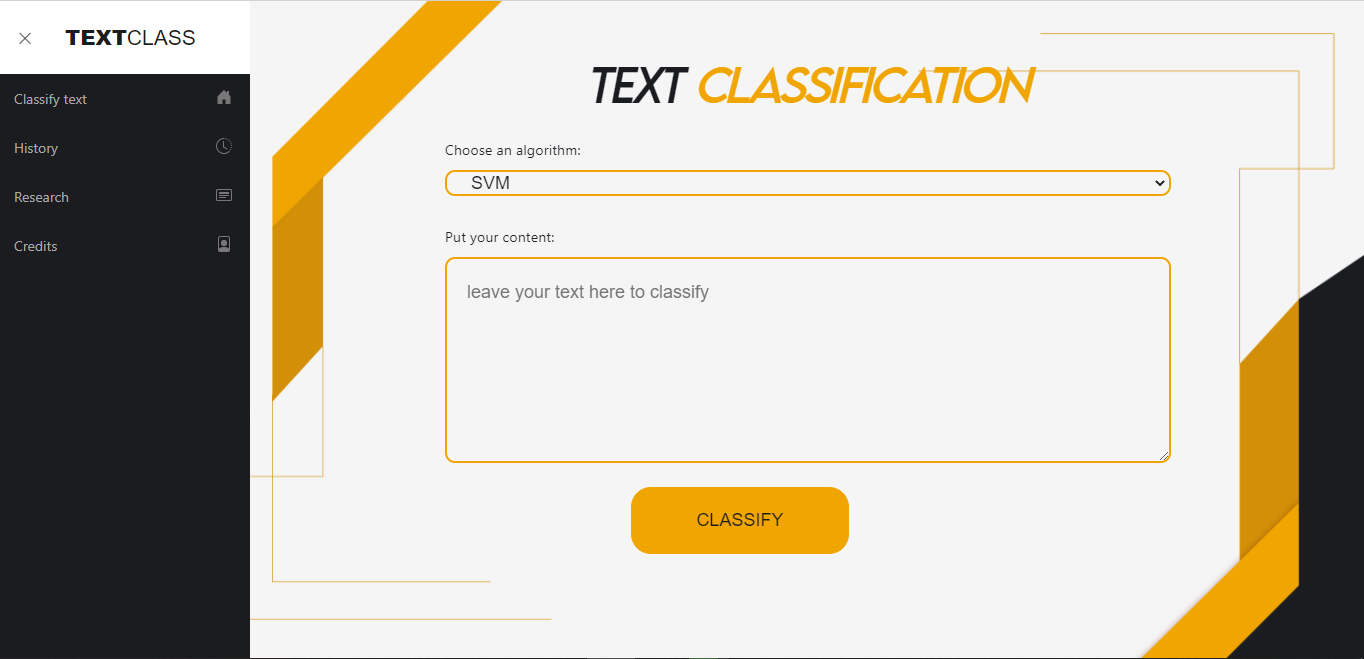 TEXTCLASS
Classify text
History
Research
Credits
TEXT CLASSIFICATION
Choose an algorithm:
SVM
Put your content:
leave your text here to classify
CLASSIFY